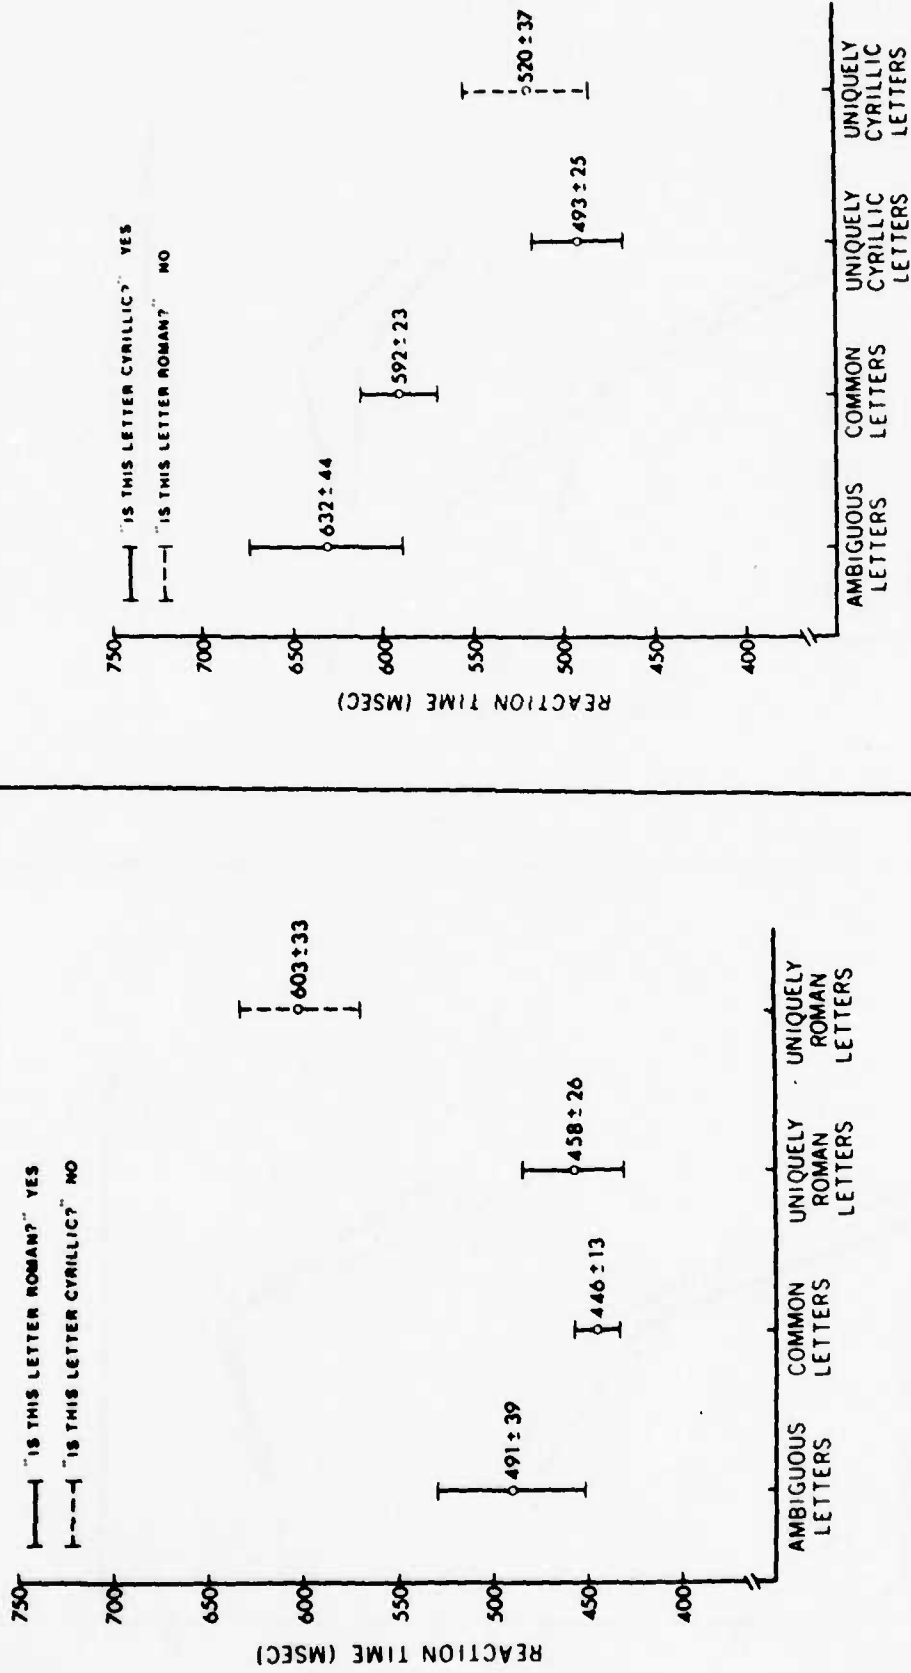 "IS THIS LETTER ROMAN?" YES
"IS THIS LETTER CYRILLIC?" NO
REACTION TIME (MSEC)
750
700
650
600
550
500
450
400
491±39
446±13
458±26
603±33
AMBIGUOUS
LETTERS
COMMON
LETTERS
UNIQUELY
ROMAN
LETTERS
UNIQUELY
ROMAN
LETTERS
"IS THIS LETTER CYRILLIC?" YES
"IS THIS LETTER ROMAN?" NO
REACTION TIME (MSEC)
750
700
650
600
550
500
450
400
632±44
592±23
493±25
520±37
AMBIGUOUS
LETTERS
COMMON
LETTERS
UNIQUELY
CYRILLIC
LETTERS
UNIQUELY
CYRILLIC
LETTERS